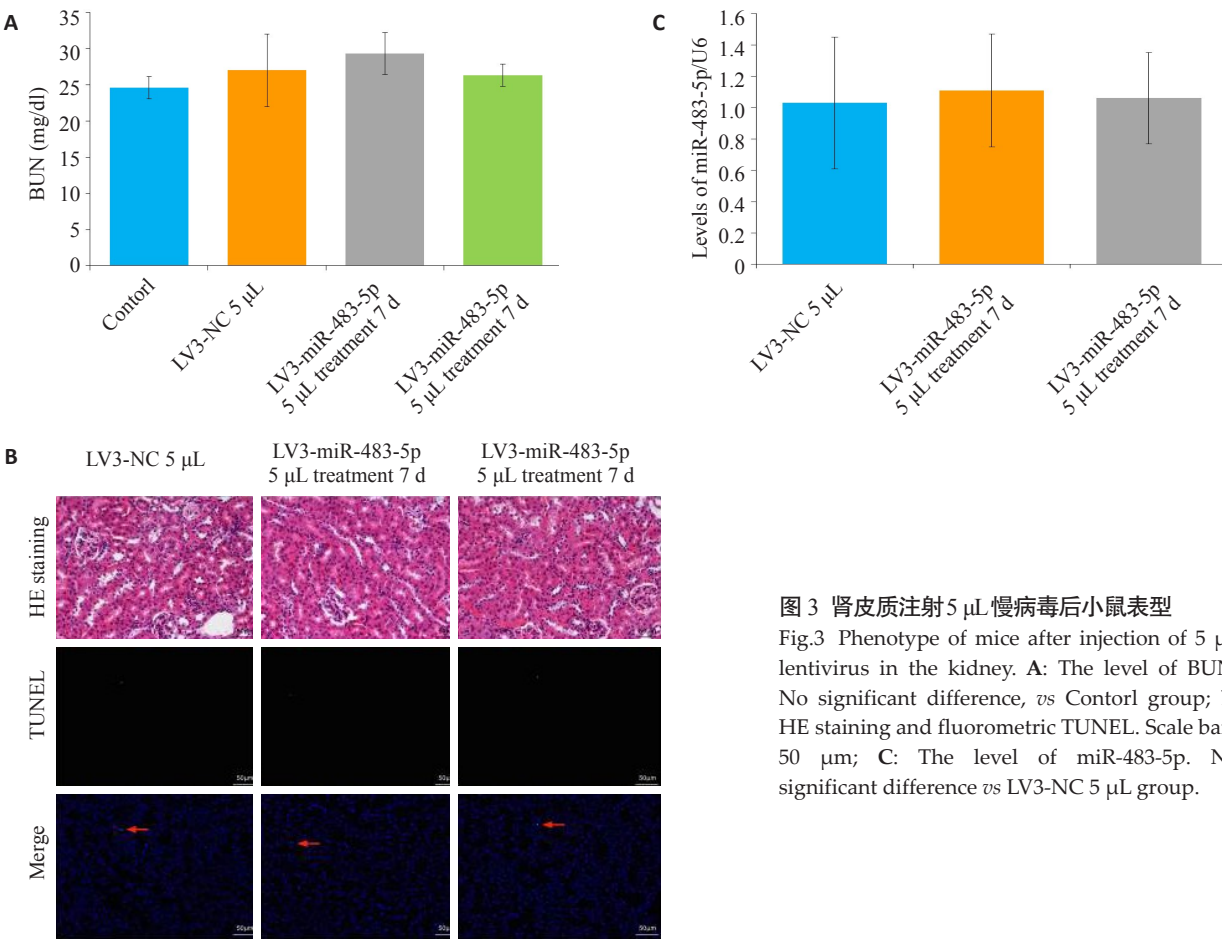 A
35
30
25
20
15
10
5
0
BUN (mg/dl)
Contorl
LV3-NC 5 μL
LV3-miR-483-5p
5 μL treatment 7 d
LV3-miR-483-5p
5 μL treatment 7 d
C
1.6
1.4
1.2
1.0
0.8
0.6
0.4
0.2
0
Levels of miR-483-5p/U6
LV3-NC 5 μL
LV3-miR-483-5p
5 μL treatment 7 d
LV3-miR-483-5p
5 μL treatment 7 d
B
LV3-NC 5 μL
LV3-miR-483-5p
5 μL treatment 7 d
LV3-miR-483-5p
5 μL treatment 7 d
HE staining
TUNEL
50μm
50μ
50μm
Merge
50μm
50μ
50μm
图 3 肾皮质注射5 μL慢病毒后小鼠表型
Fig.3 Phenotype of mice after injection of 5 μ
lentivirus in the kidney. A: The level of BUN
No significant difference, vs Contorl group;
HE staining and fluorometric TUNEL. Scale ba
50 μm; C: The level of miR-483-5p. N
significant difference vs LV3-NC 5 μL group.